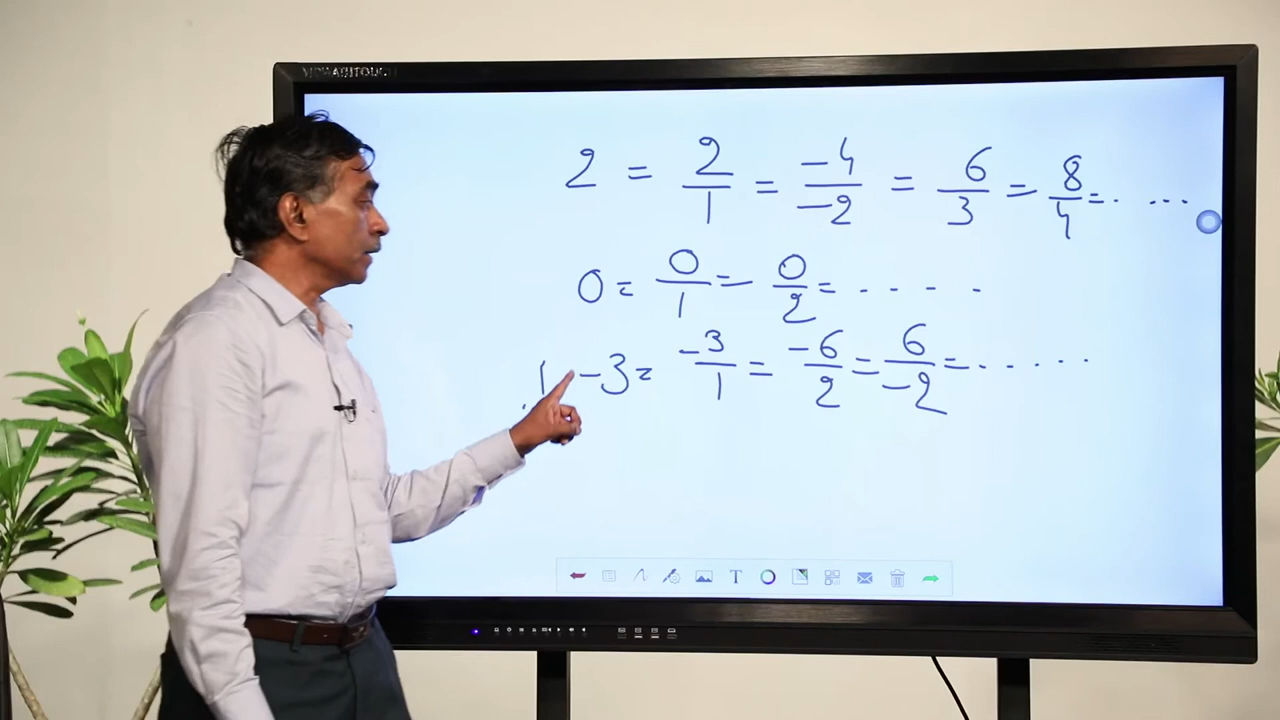 2 = 2/1 = -4/-2 = 6/3 = 8/4 = . ...
0 = 0/1 = 0/2 = . . . .
-3 = -3/1 = -6/2 = 6/-2 = ......
T